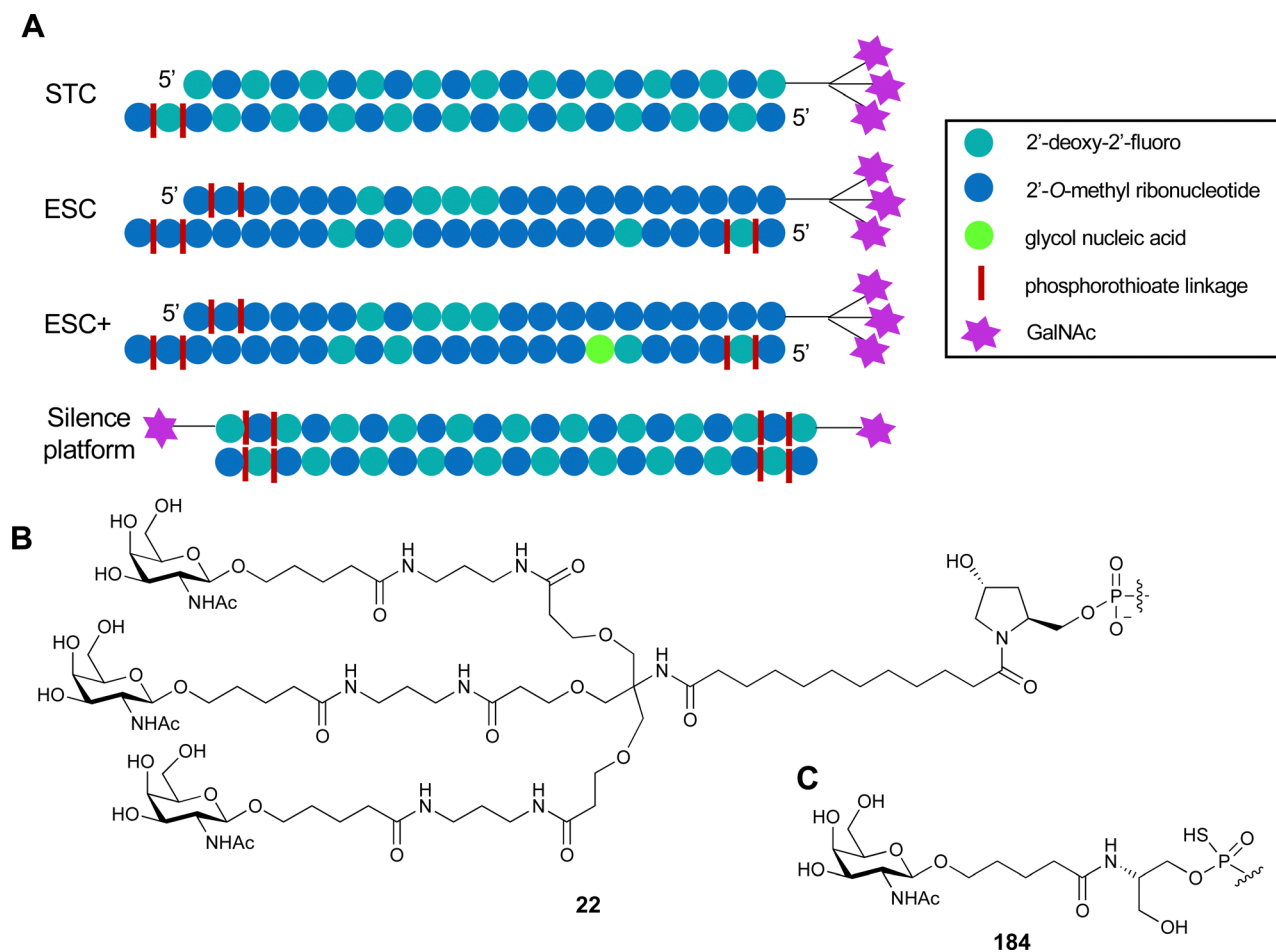 A
STC
5’
5’
ESC
5’
5’
ESC+
5’
5’
Silence
platform
2’-deoxy-2’-fluoro
2’-O-methyl ribonucleotide
glycol nucleic acid
phosphorothioate linkage
GalNAc
B
HO
OH
HO
O
O
NHAc
O
H
N
H
N
O
O
HO
OH
HO
O
O
NHAc
O
H
N
H
N
O
O
H
N
O
HO
N
O
O
O
P
O
O−
HO
OH
HO
O
O
NHAc
O
H
N
H
N
O
O
22
C
HO
OH
HO
O
O
NHAc
O
H
N
OH
O
HS
O
P
184